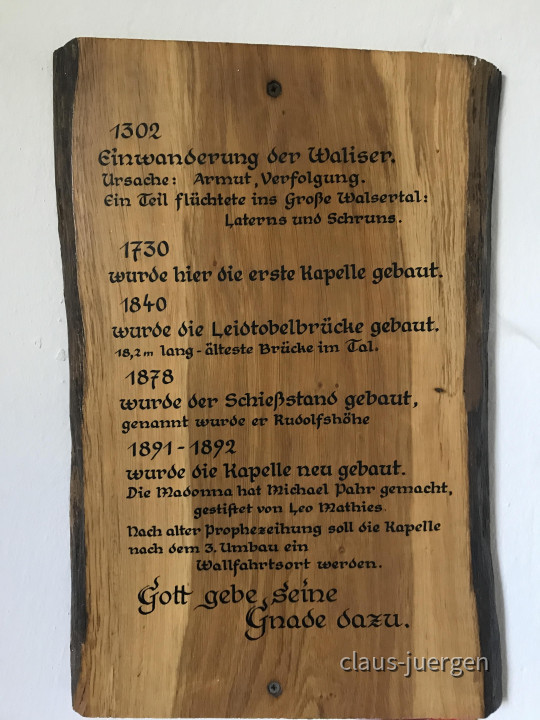 1302
Einwanderung der Waliser.
Ursache: Armut, Verfolgung.
Ein Teil flüchtete ins Große Walsertal:
Laterns und Schruns.
1730
wurde hier die erste Kapelle gebaut.
1840
wurde die Leidtobelbrücke gebaut.
18,2 m lang - älteste Brücke im Tal.
1878
wurde der Schießstand gebaut,
genannt wurde er Rudolfshöhe
1891 - 1892
wurde die Kapelle neu gebaut.
Die Madonna hat Michael Pahr gemacht,
gestiftet von Leo Mathies.
Nach alter Prophezeihung soll die Kapelle
nach dem 3. Umbau ein
Wallfahrtsort werden.
Gott gebe seine
Gnade dazu.
claus-juergen